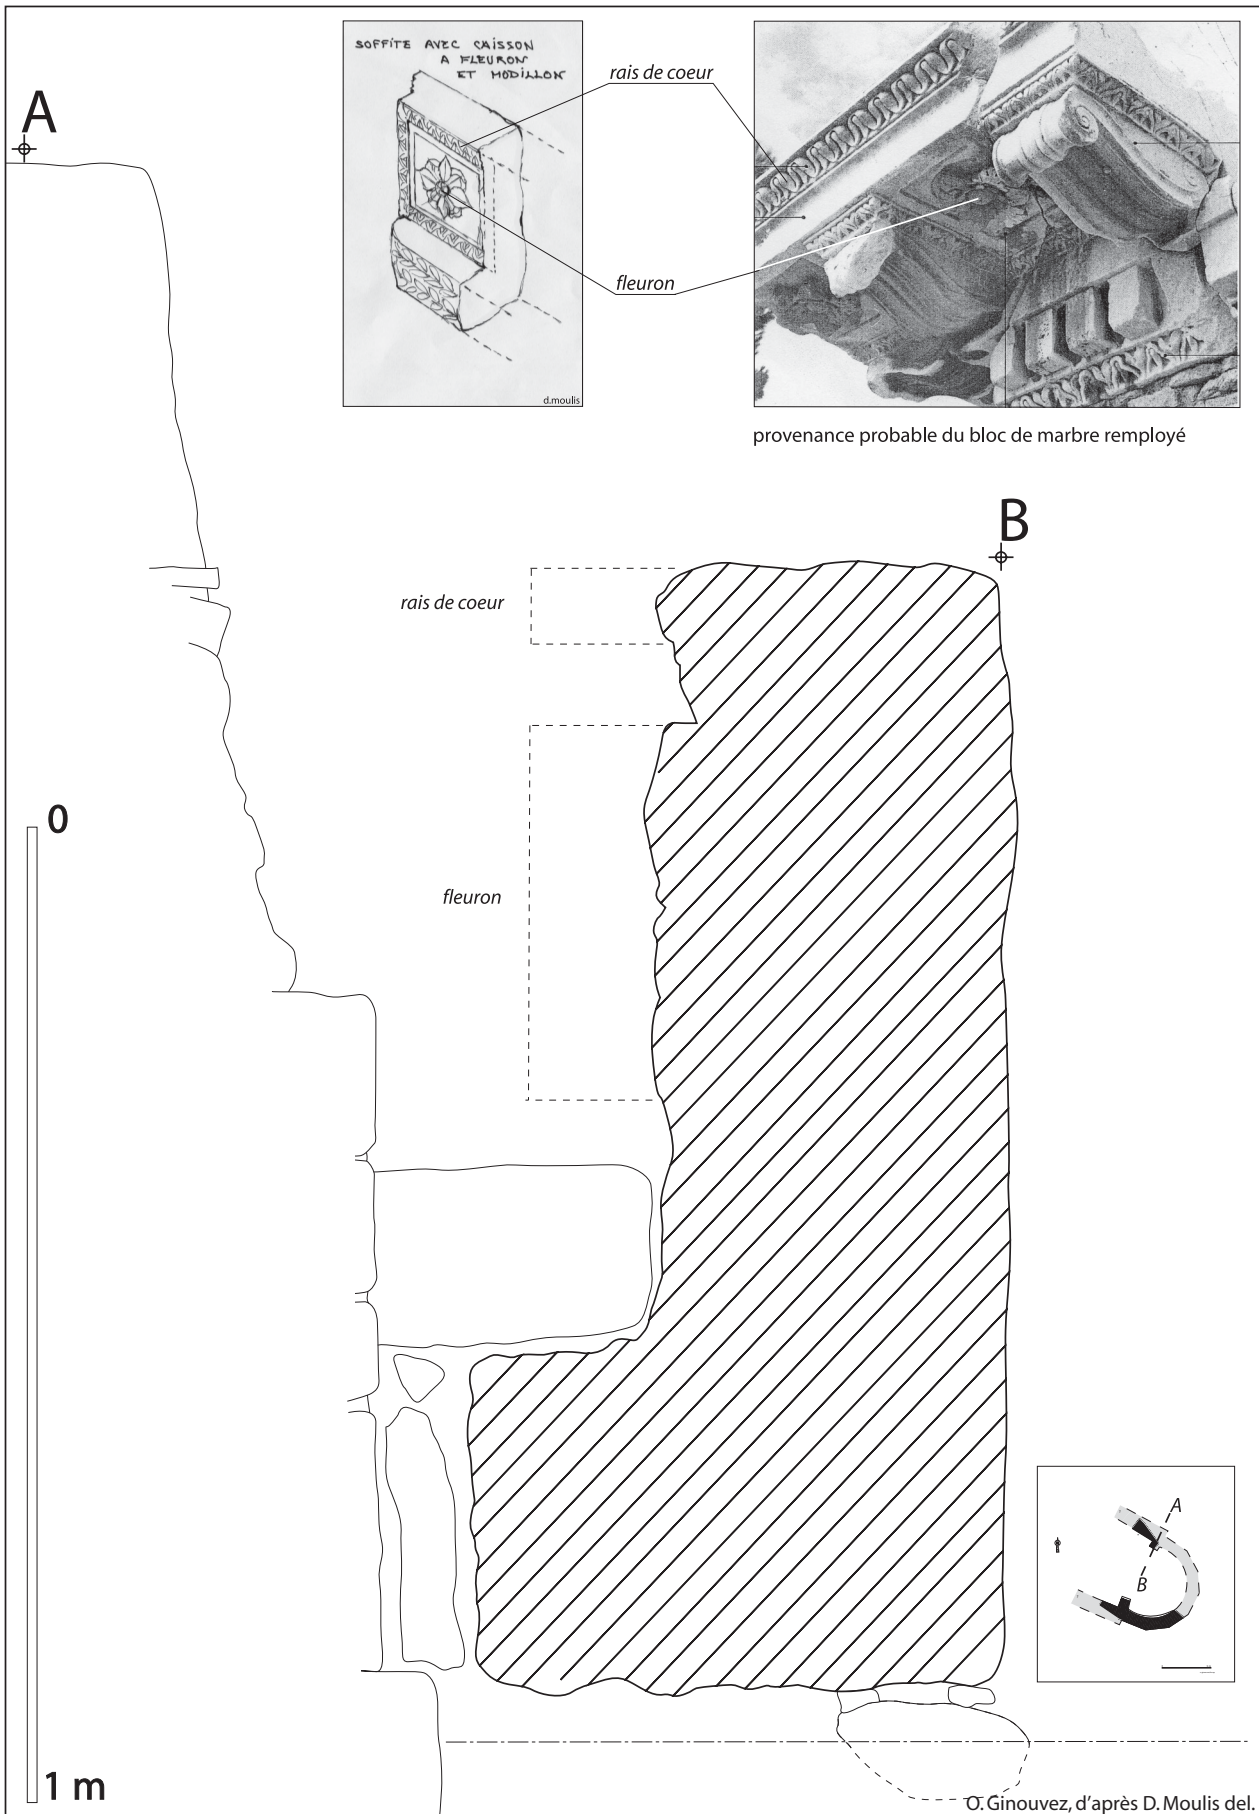 SOFFITE AVEC CAISSON
A FLEURON
ET MODILLON
rais de coeur
fleuron
d.moulis
provenance probable du bloc de marbre remployé
A
B
rais de coeur
fleuron
0
1 m
A
B
O. Ginouvez, d'après D. Moulis del.